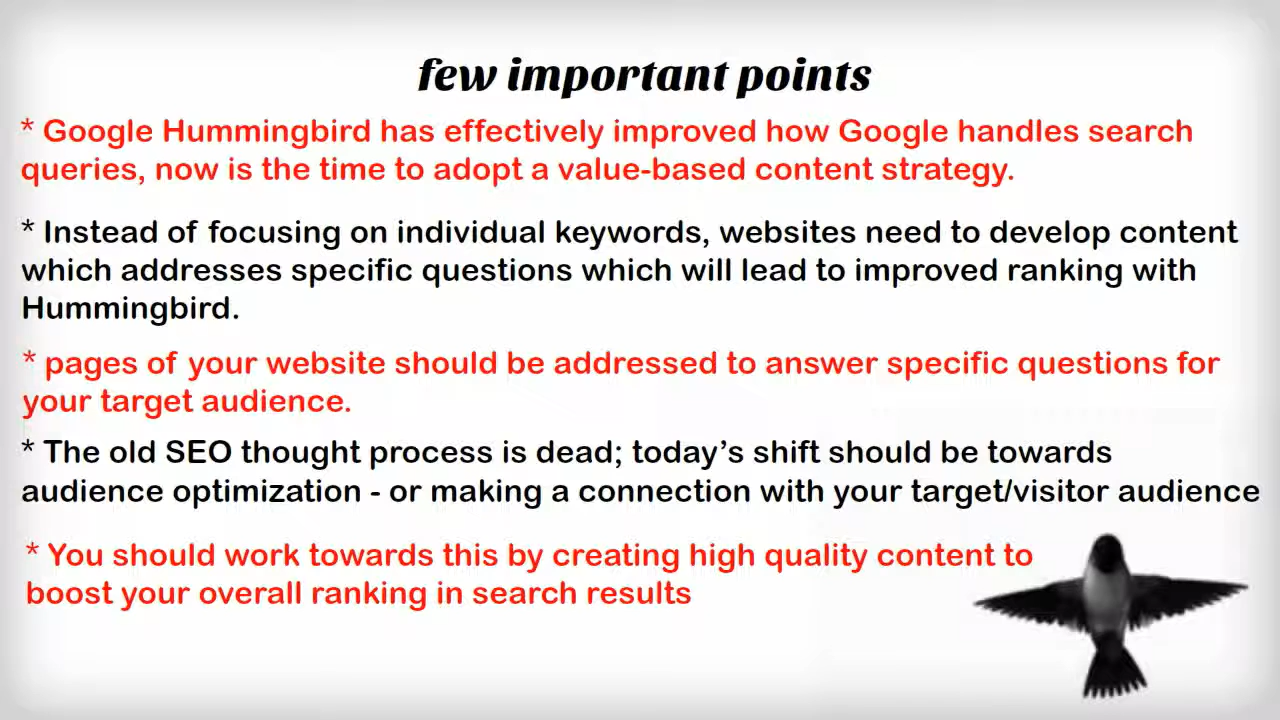 few important points
* Google Hummingbird has effectively improved how Google handles search
queries, now is the time to adopt a value-based content strategy.
* Instead of focusing on individual keywords, websites need to develop content
which addresses specific questions which will lead to improved ranking with
Hummingbird.
* pages of your website should be addressed to answer specific questions for
your target audience.
* The old SEO thought process is dead; today’s shift should be towards
audience optimization - or making a connection with your target/visitor audience
* You should work towards this by creating high quality content to
boost your overall ranking in search results